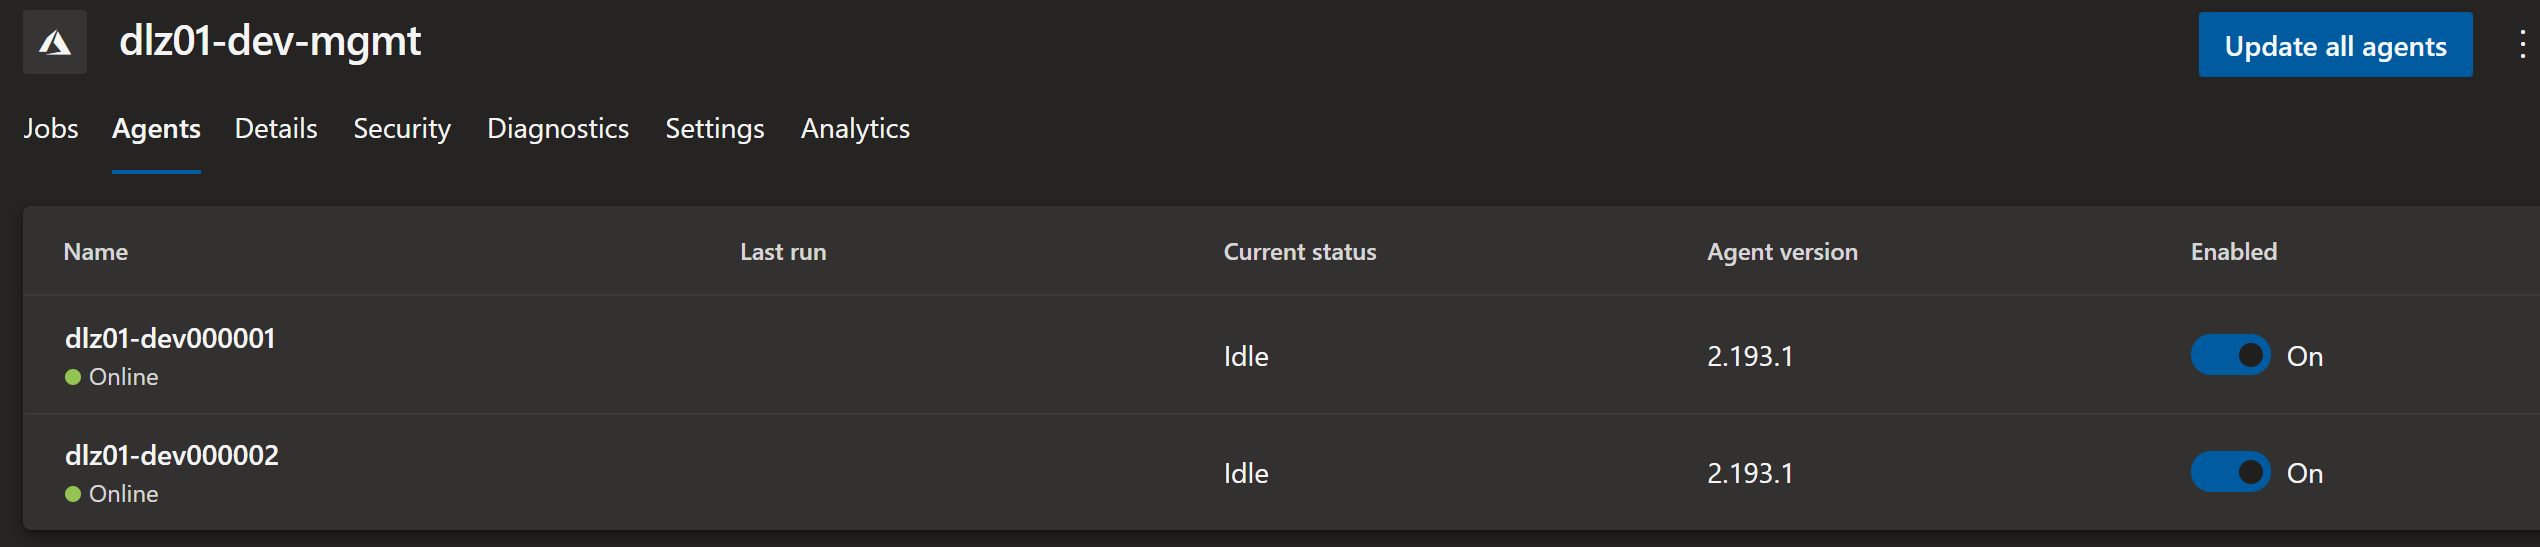 dlz01-dev-mgmt
Update all agents
Jobs Agents Details Security Diagnostics Settings Analytics
Name Last run Current status Agent version Enabled
dlz01-dev000001
Online
Idle 2.193.1 On
dlz01-dev000002
Online
Idle 2.193.1 On